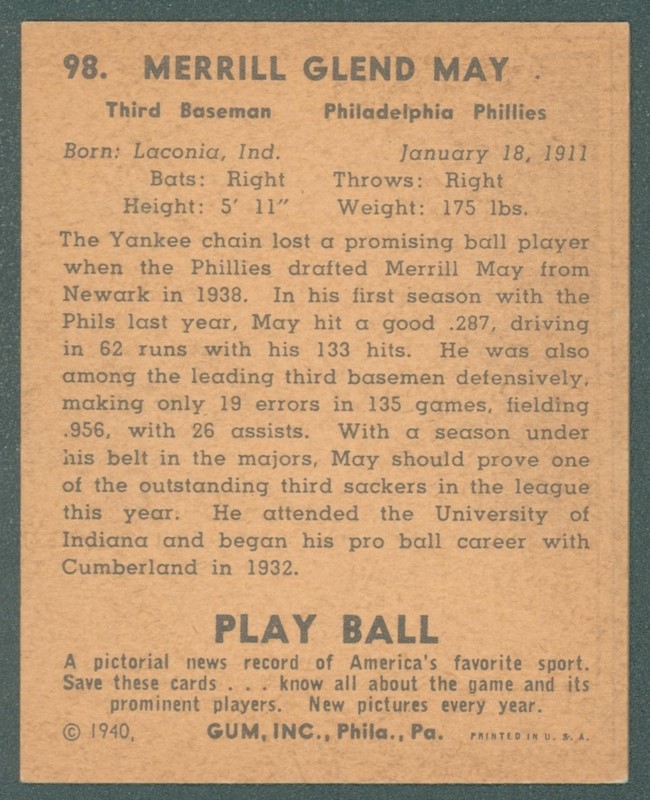 98. MERRILL GLEND MAY
Third Baseman Philadelphia Phillies
Born: Laconia, Ind. January 18, 1911
Bats: Right Throws: Right
Height: 5' 11" Weight: 175 lbs.
The Yankee chain lost a promising ball player
when the Phillies drafted Merrill May from
Newark in 1938. In his first season with the
Phils last year, May hit a good .287, driving
in 62 runs with his 133 hits. He was also
among the leading third basemen defensively,
making only 19 errors in 135 games, fielding
.956, with 26 assists. With a season under
his belt in the majors, May should prove one
of the outstanding third sackers in the league
this year. He attended the University of
Indiana and began his pro ball career with
Cumberland in 1932.
PLAY BALL
A pictorial news record of America's favorite sport.
Save these cards . . . know all about the game and its
prominent players. New pictures every year.
© 1940, GUM, INC., Phila., Pa. PRINTED IN U. S. A.